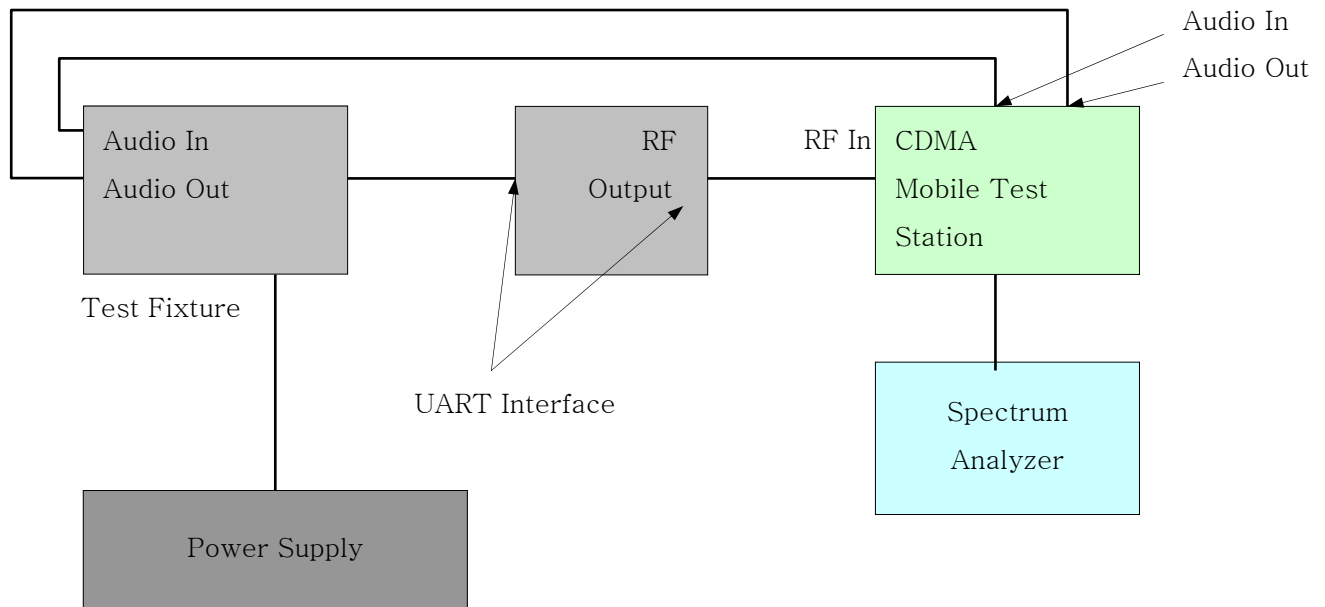 Audio In
Audio Out
Audio In
Audio Out
RF
Output
RF In
CDMA
Mobile Test
Station
Test Fixture
UART Interface
Spectrum
Analyzer
Power Supply